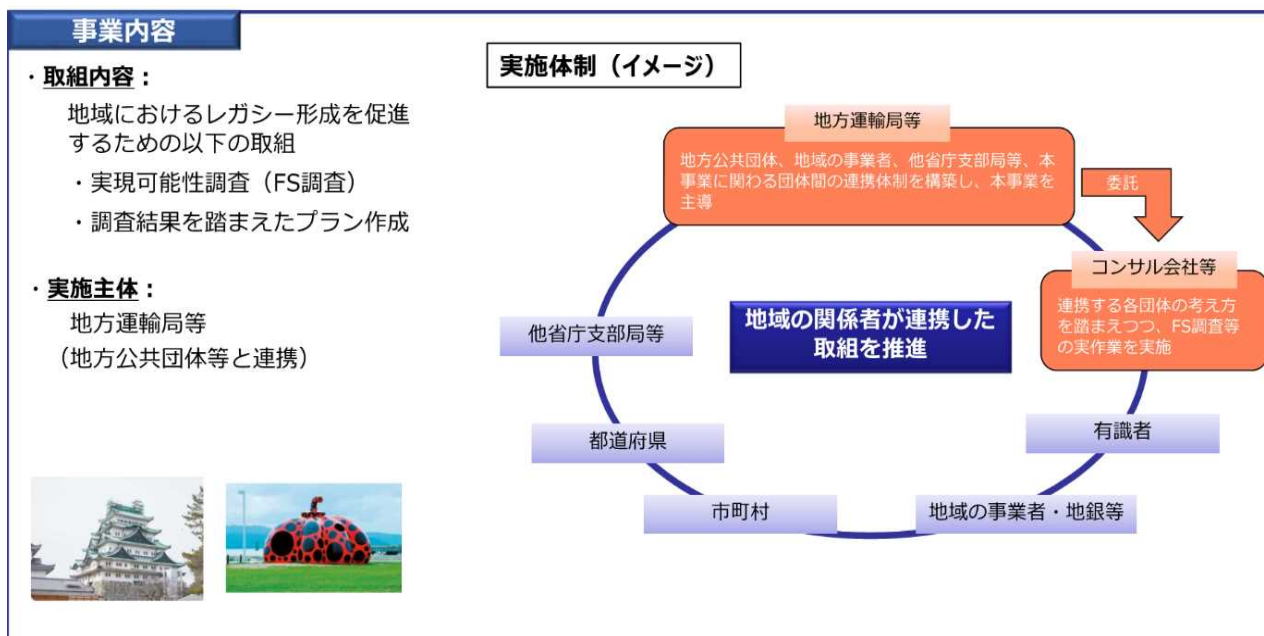 事業内容
・取組内容：
地域におけるレガシー形成を促進
するための以下の取組
・実現可能性調査（FS調査）
・調査結果を踏まえたプラン作成
・実施主体：
地方運輸局等
（地方公共団体等と連携）
実施体制（イメージ）
地方運輸局等
地方公共団体、地域の事業者、他省庁支部局等、本
事業に関わる団体間の連携体制を構築し、本事業を
主導
委託
コンサル会社等
連携する各団体の考え方
を踏まえつつ、FS調査等
の実作業を実施
地域の関係者が連携した
取組を推進
他省庁支部局等
都道府県
市町村
地域の事業者・地銀等
有識者